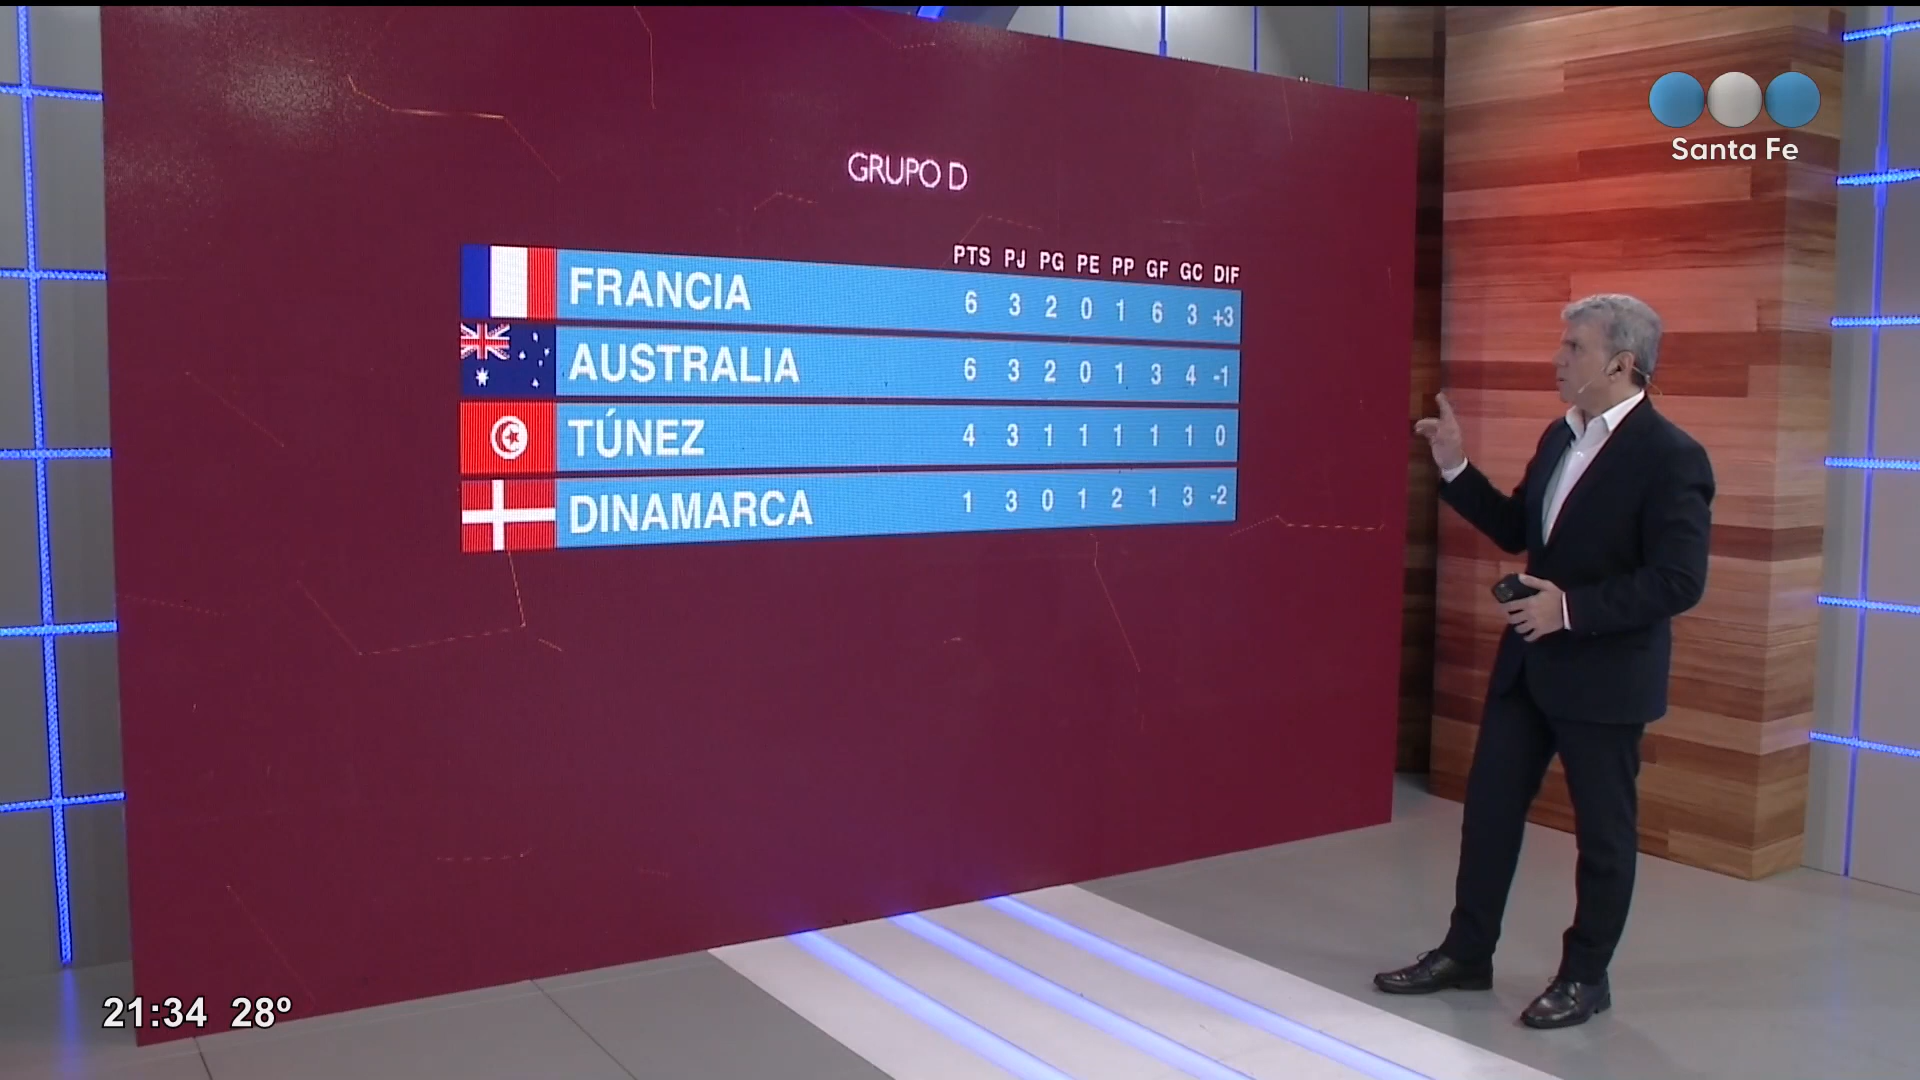 Santa Fe
GRUPO D
PTS PJ PG PE PP GF GC DIF
FRANCIA 6 3 2 0 1 6 3 +3
AUSTRALIA 6 3 2 0 1 3 4 -1
TÚNEZ 4 3 1 1 1 1 1 0
DINAMARCA 1 3 0 1 2 1 3 -2
21:34 28º